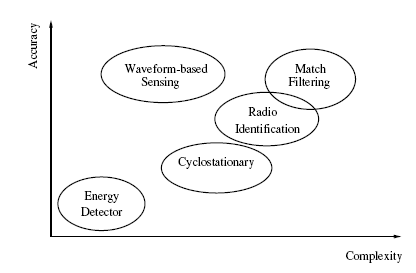 Accuracy
Waveform-based
Sensing
Match
Filtering
Radio
Identification
Cyclostationary
Energy
Detector
Complexity